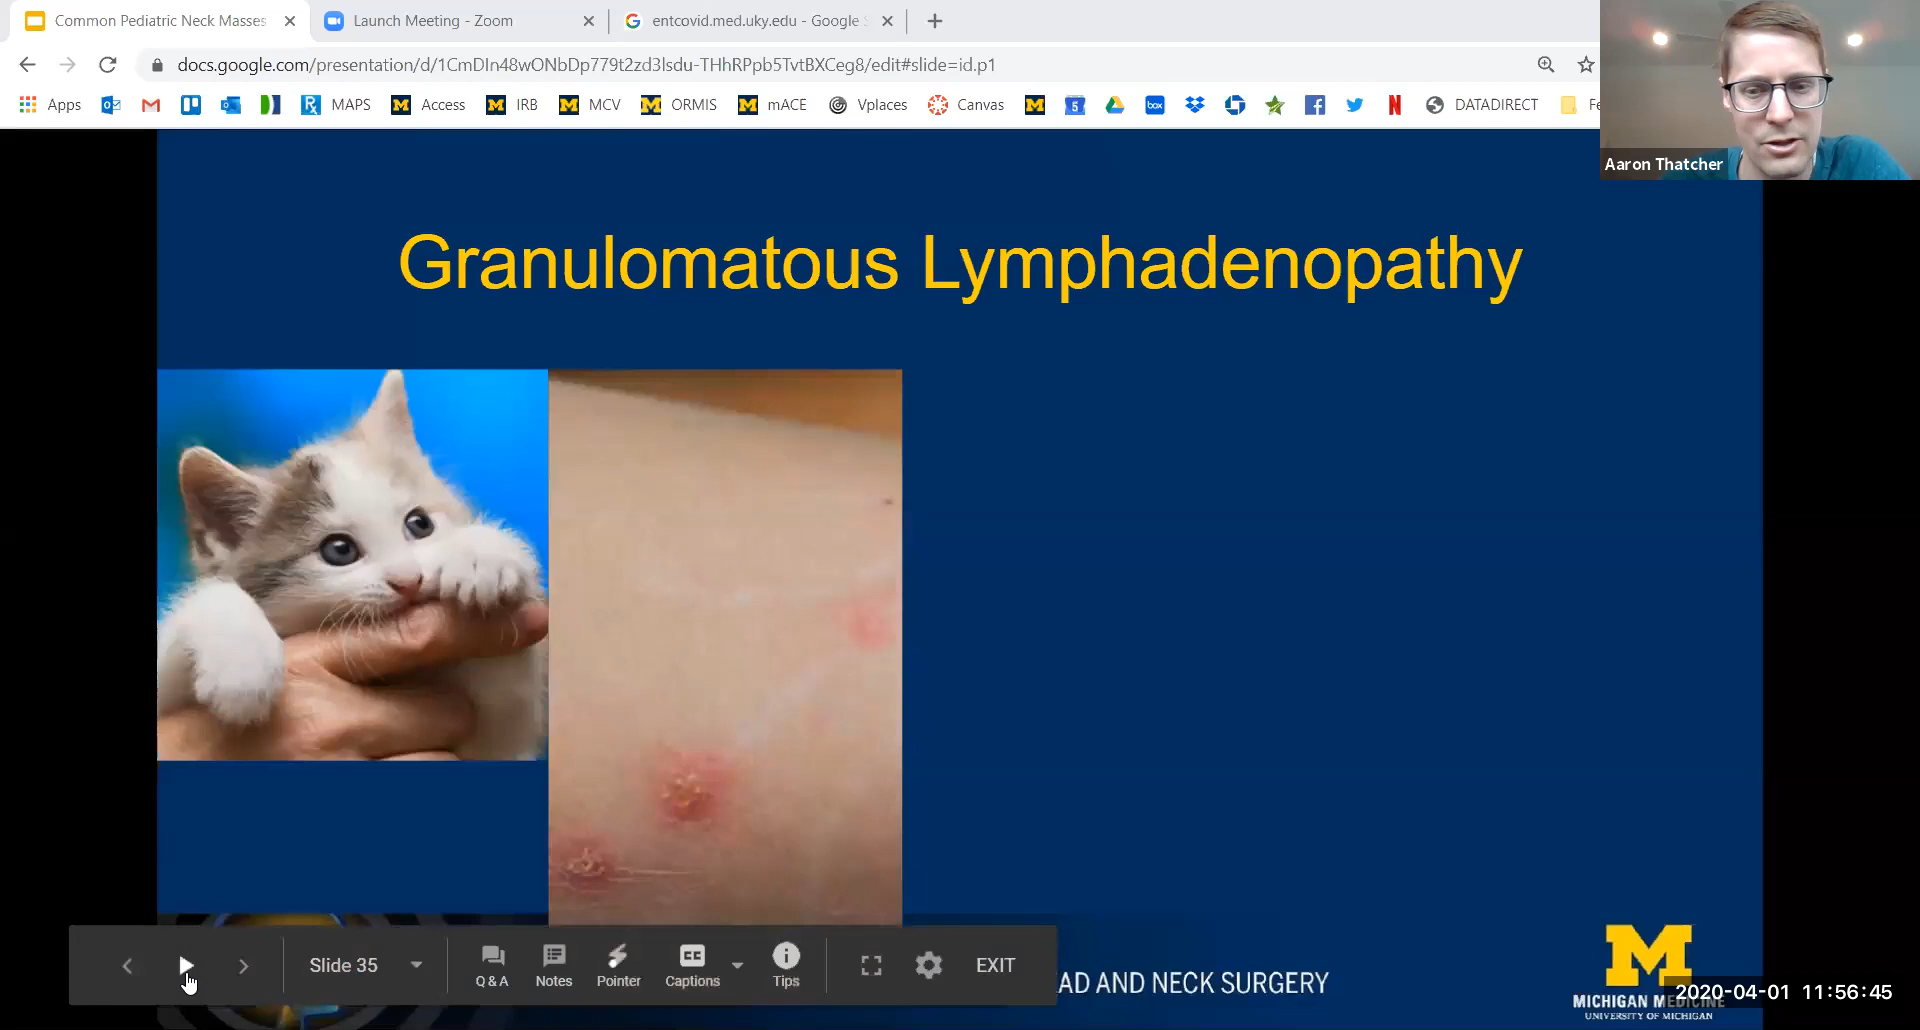 Common Pediatric Neck Masses
Launch Meeting - Zoom
entcovid.med.uky.edu - Google
docs.google.com/presentation/d/1CmDIn48wONbDp779t2zd3lsdu-THhRPpb5TvtBXCeg8/edit#slide=id.p1
Apps MAPS Access IRB MCV ORMIS mACE Vplaces Canvas 5 box DATADIRECT
Aaron Thatcher
Granulomatous Lymphadenopathy
Slide 35
Q & A Notes Pointer Captions Tips
EXIT
AD AND NECK SURGERY
MICHIGAN MEDICINE
UNIVERSITY OF MICHIGAN
2020-04-01 11:56:45